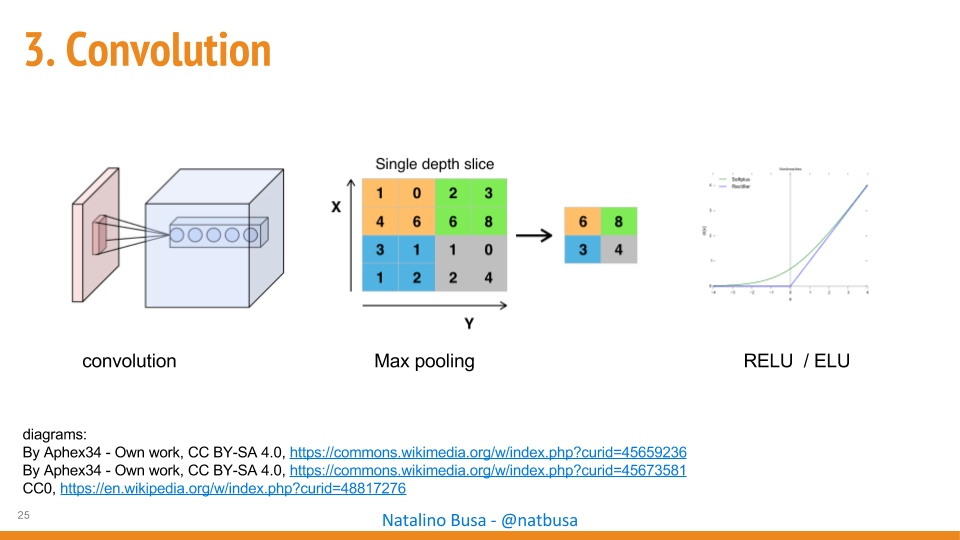 3. Convolution
Single depth slice
X
1 0 2 3
4 6 6 8
3 1 1 0
1 2 2 4
6 8
3 4
Y
Softplus
Rectifier
convolution
Max pooling
RELU / ELU
diagrams:
By Aphex34 - Own work, CC BY-SA 4.0, https://commons.wikimedia.org/w/index.php?curid=45659236
By Aphex34 - Own work, CC BY-SA 4.0, https://commons.wikimedia.org/w/index.php?curid=45673581
CC0, https://en.wikipedia.org/w/index.php?curid=48817276
25
Natalino Busa - @natbusa